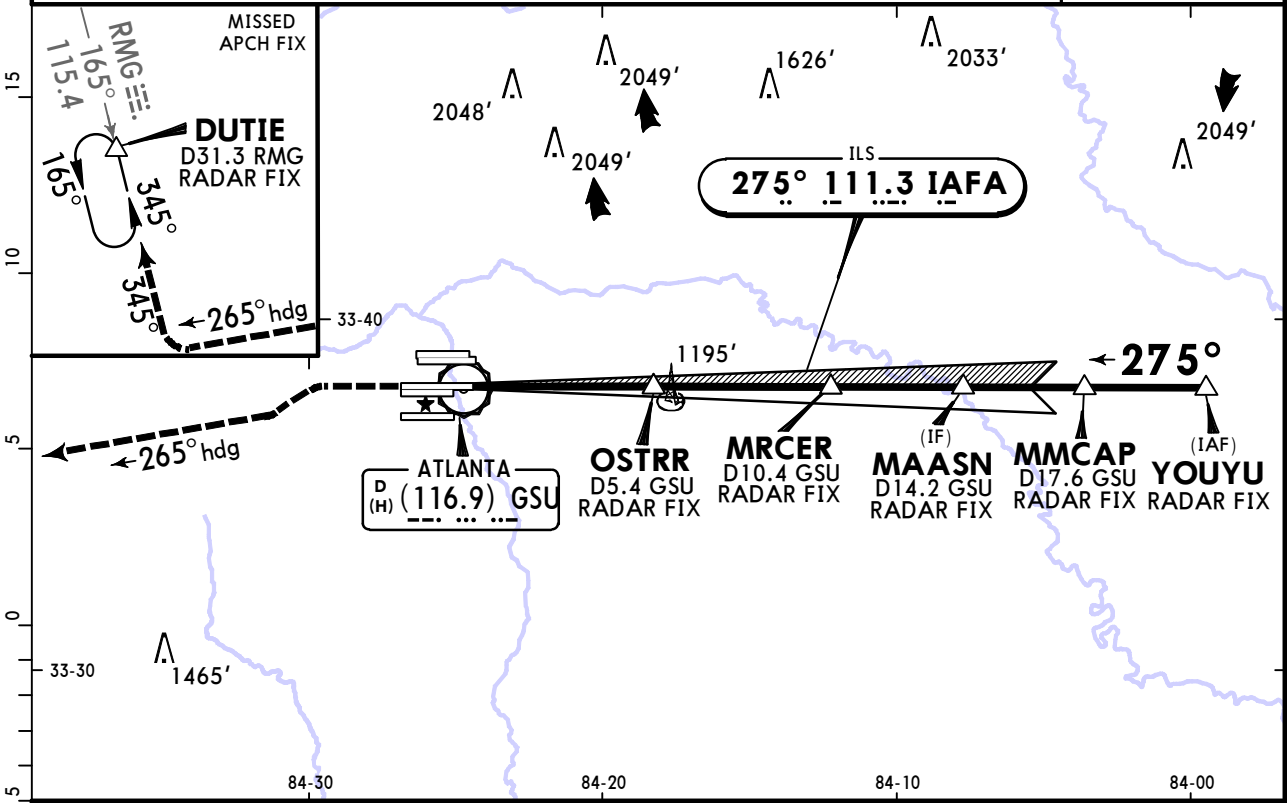 MISSED
APCH FIX
RMG
165°
115.4
DUTIE
D31.3 RMG
RADAR FIX
165°
345°
345°
265° hdg
2048'
2049'
2049'
1626'
2033'
2049'
ILS
275° 111.3 IAFA
33-40
1195'
275°
265° hdg
ATLANTA
D
(H) (116.9) GSU
OSTRR
D5.4 GSU
RADAR FIX
MRCER
D10.4 GSU
RADAR FIX
(IF)
MAASN
D14.2 GSU
RADAR FIX
MMCAP
D17.6 GSU
RADAR FIX
(IAF)
YOUYU
RADAR FIX
33-30
1465'
15
10
5
0
5
84-30
84-20
84-10
84-00